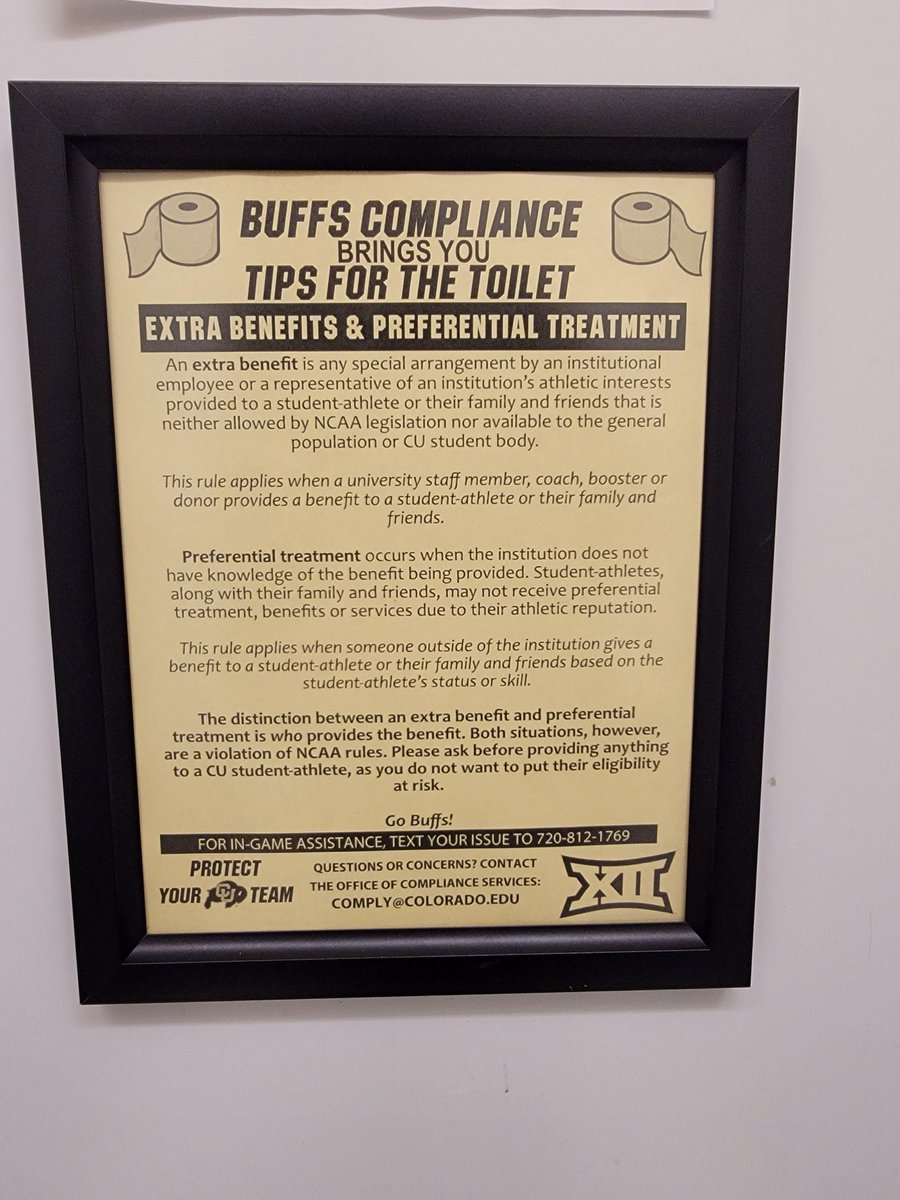 BUFFS COMPLIANCE
BRINGS YOU
TIPS FOR THE TOILET
EXTRA BENEFITS & PREFERENTIAL TREATMENT
An extra benefit is any special arrangement by an institutional
employee or a representative of an institution's athletic interests
provided to a student-athlete or their family and friends that is
neither allowed by NCAA legislation nor available to the general
population or CU student body.
This rule applies when a university staff member, coach, booster or
donor provides a benefit to a student-athlete or their family and
friends.
Preferential treatment occurs when the institution does not
have knowledge of the benefit being provided. Student-athletes,
along with their family and friends, may not receive preferential
treatment, benefits or services due to their athletic reputation.
This rule applies when someone outside of the institution gives a
benefit to a student-athlete or their family and friends based on the
student-athlete's status or skill.
The distinction between an extra benefit and preferential
treatment is who provides the benefit. Both situations, however,
are a violation of NCAA rules. Please ask before providing anything
to a CU student-athlete, as you do not want to put their eligibility
at risk.
Go Buffs!
FOR IN-GAME ASSISTANCE, TEXT YOUR ISSUE TO 720-812-1769
PROTECT
YOUR CU TEAM
QUESTIONS OR CONCERNS? CONTACT
THE OFFICE OF COMPLIANCE SERVICES:
COMPLY@COLORADO.EDU
XII